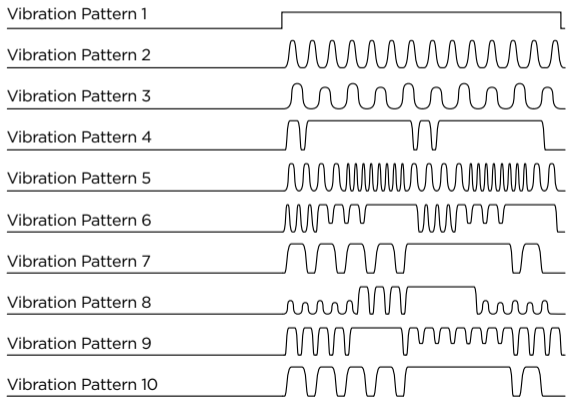 Vibration Pattern 1
Vibration Pattern 2
Vibration Pattern 3
Vibration Pattern 4
Vibration Pattern 5
Vibration Pattern 6
Vibration Pattern 7
Vibration Pattern 8
Vibration Pattern 9
Vibration Pattern 10